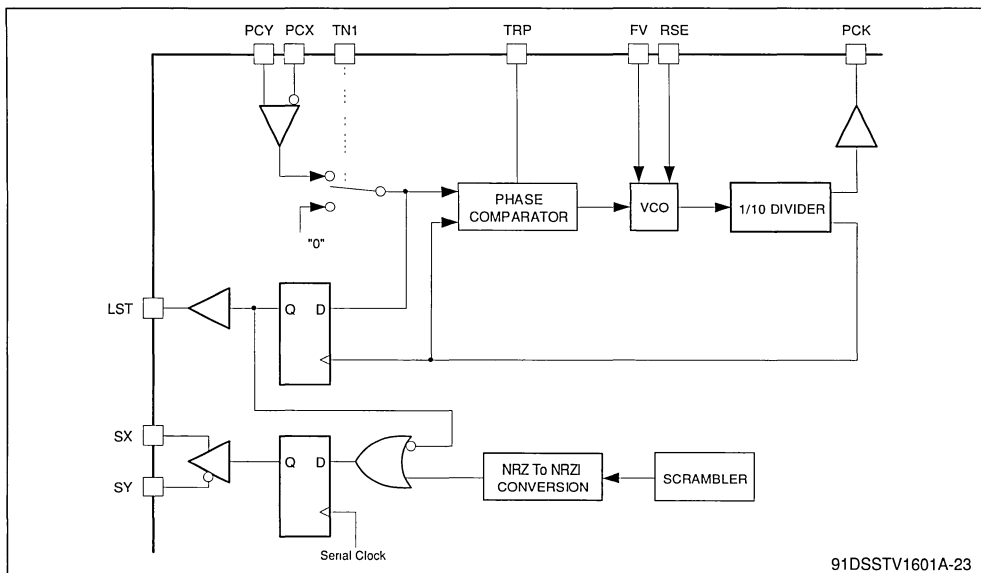 PCY PCX TN1 TRP FV RSE PCK
PHASE
COMPARATOR
VCO
1/10 DIVIDER
"0"
LST
Q D
SX
SY
Q D
NRZ To NRZI
CONVERSION
SCRAMBLER
Serial Clock
91DSSTV1601A-23